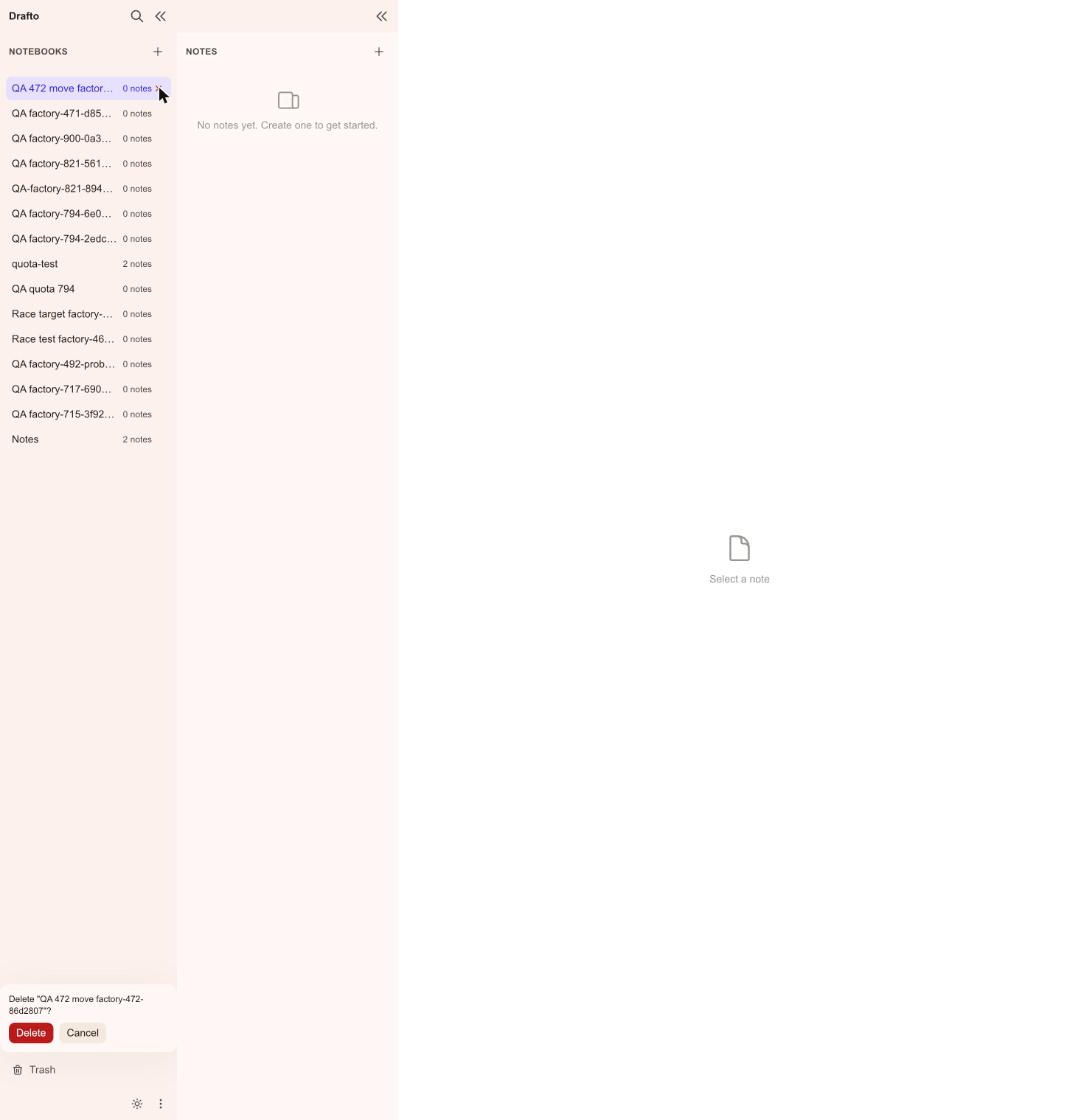 Drafto
NOTEBOOKS
NOTES
QA 472 move factor… 0 notes
QA factory-471-d85… 0 notes
QA factory-900-0a3… 0 notes
QA factory-821-561… 0 notes
QA-factory-821-894… 0 notes
QA factory-794-6e0… 0 notes
QA factory-794-2edc… 0 notes
quota-test 2 notes
QA quota 794 0 notes
Race target factory-… 0 notes
Race test factory-46… 0 notes
QA factory-492-prob… 0 notes
QA factory-717-690… 0 notes
QA factory-715-3f92… 0 notes
Notes 2 notes
No notes yet. Create one to get started.
Select a note
Delete "QA 472 move factory-472-
86d2807"?
Delete Cancel
Trash